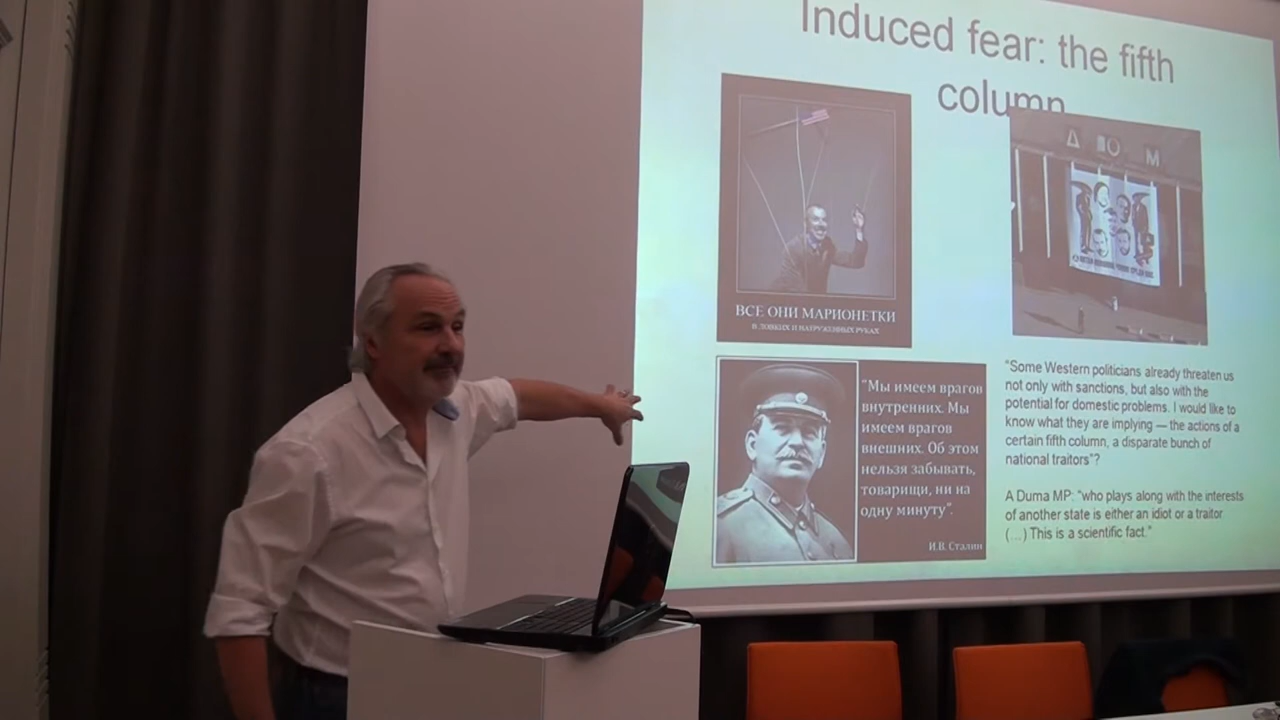 Induced fear: the fifth
column
ВСЕ ОНИ МАРИОНЕТКИ
В ЛОВКИХ И НАТРУЖЕННЫХ РУКАХ
Д Ю М
"Мы имеем врагов
внутренних. Мы
имеем врагов
внешних. Об этом
нельзя забывать,
товарищи, ни на
одну минуту".
И.В. Сталин
"Some Western politicians already threaten us
not only with sanctions, but also with the
potential for domestic problems. I would like to
know what they are implying — the actions of a
certain fifth column, a disparate bunch of
national traitors"?
A Duma MP: "who plays along with the interests
of another state is either an idiot or a traitor
(...) This is a scientific fact."